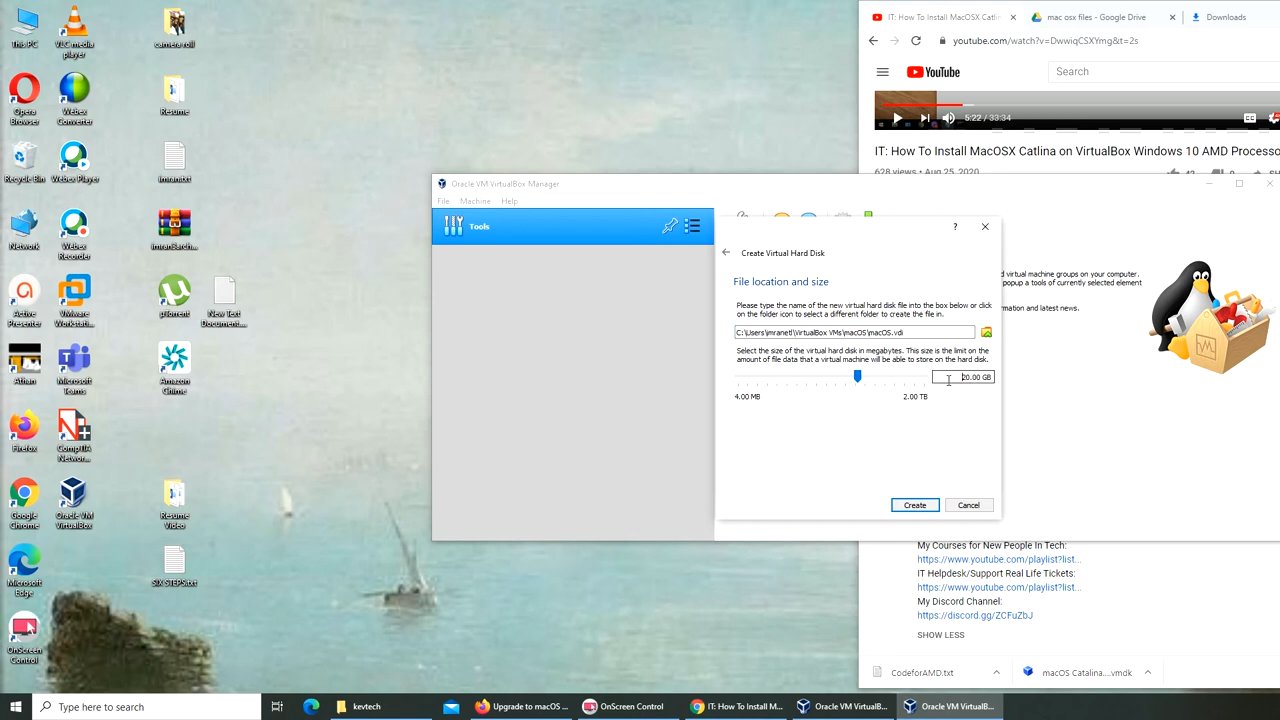 This PC
VLC media
player
camera roll
Opera
Browser
Webex
Converter
Resume
Recycle Bin
Webex Player
imran.txt
Network
Webex
Recorder
imransarch...
Active
Presenter
VMware
Workstati...
µTorrent
New Text
Document...
Athan
Microsoft
Teams
Amazon
Chime
Firefox
CompTIA
Networ...
Google
Chrome
Oracle VM
VirtualBox
Resume
Video
Microsoft
Edge
SIX STEPS.txt
OnScreen
Control
IT: How To Install MacOSX Catlin
mac osx files - Google Drive
Downloads
youtube.com/watch?v=DwwiqCSXYmg&t=2s
YouTube
Search
5:22 / 33:34
IT: How To Install MacOSX Catlina on VirtualBox Windows 10 AMD Processo
628 views • Aug 25, 2020
Oracle VM VirtualBox Manager
File Machine Help
Tools
?
Create Virtual Hard Disk
File location and size
Please type the name of the new virtual hard disk file into the box below or click
on the folder icon to select a different folder to create the file in.
C:\Users\imranetl\VirtualBox VMs\macOS\macOS.vdi
Select the size of the virtual hard disk in megabytes. This size is the limit on the
amount of file data that a virtual machine will be able to store on the hard disk.
20.00 GB
4.00 MB
2.00 TB
Create
Cancel
d virtual machine groups on your computer.
popup a tools of currently selected element
rmation and latest news.
My Courses for New People In Tech:
https://www.youtube.com/playlist?list...
IT Helpdesk/Support Real Life Tickets:
https://www.youtube.com/playlist?list...
My Discord Channel:
https://discord.gg/ZCFuZbJ
SHOW LESS
CodeforAMD.txt
macOS Catalina....vmdk
Type here to search
kevtech
Upgrade to macOS ...
OnScreen Control
IT: How To Install M...
Oracle VM VirtualB...
Oracle VM VirtualB...